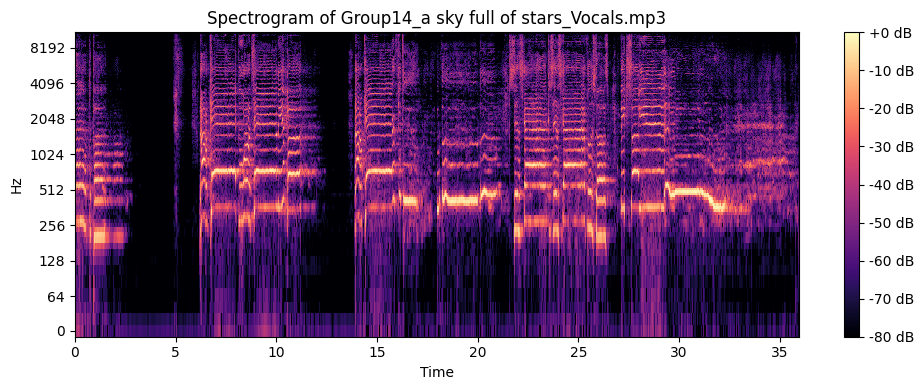 Spectrogram of Group14_a sky full of stars_Vocals.mp3
Hz
8192
4096
2048
1024
512
256
128
64
0
0 5 10 15 20 25 30 35
Time
+0 dB
-10 dB
-20 dB
-30 dB
-40 dB
-50 dB
-60 dB
-70 dB
-80 dB